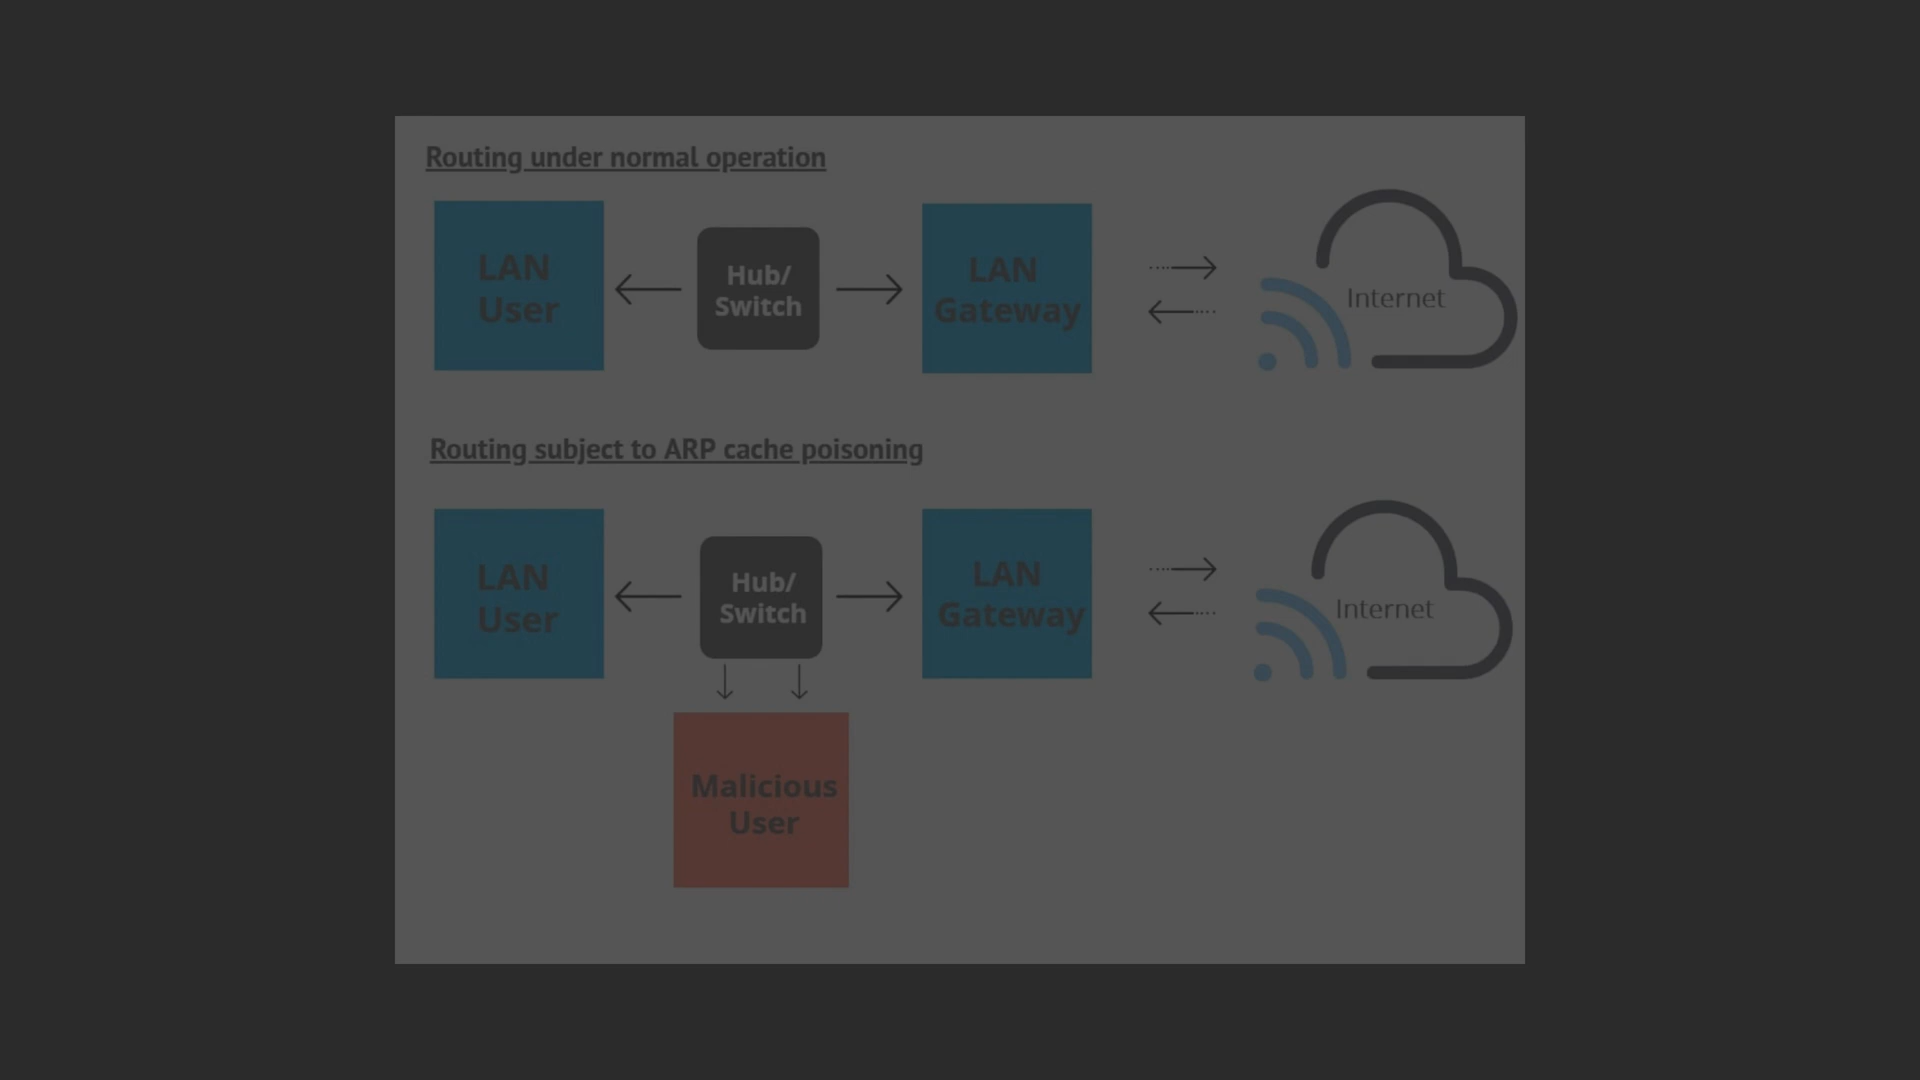 Routing under normal operation
LAN
User
Hub/
Switch
LAN
Gateway
Internet
Routing subject to ARP cache poisoning
LAN
User
Hub/
Switch
LAN
Gateway
Internet
Malicious
User